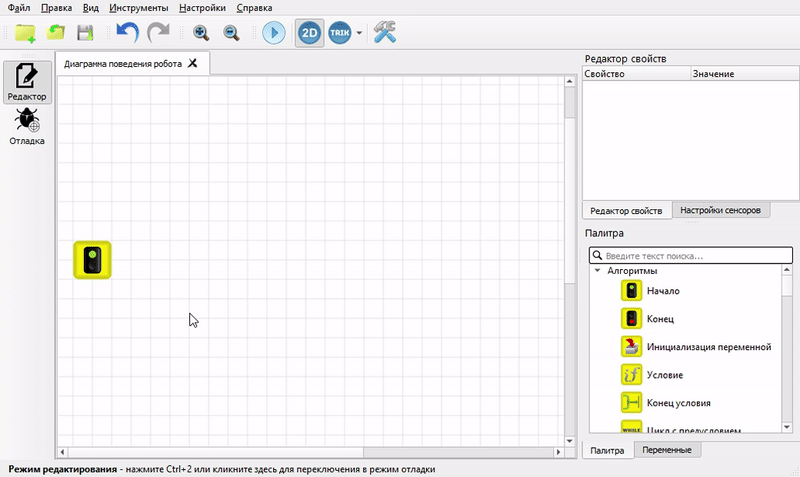 Файл Правка Вид Инструменты Настройки Справка
2D TRIK
Диаграмма поведения робота
Редактор
Отладка
Редактор свойств
Свойство Значение
Редактор свойств Настройки сенсоров
Палитра
Введите текст поиска...
Алгоритмы
Начало
Конец
Инициализация переменной
if Условие
Конец условия
WHILE Цикл с предусловием
Палитра Переменные
Режим редактирования - нажмите Ctrl+2 или кликните здесь для переключения в режим отладки